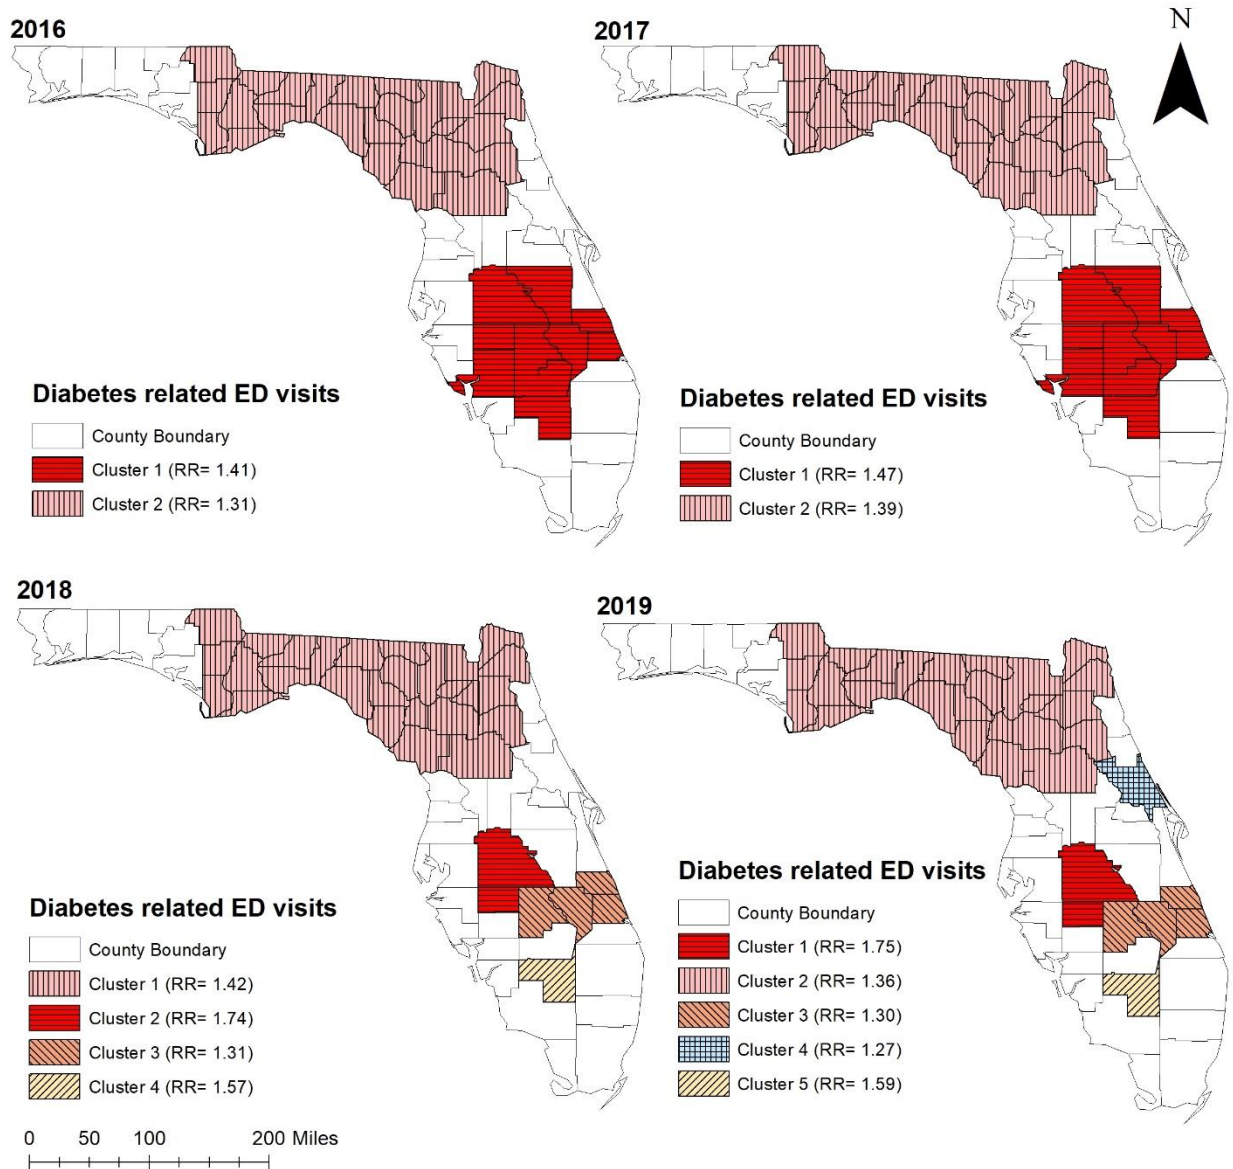 2016
2017
N
Diabetes related ED visits
County Boundary
Cluster 1 (RR= 1.41)
Cluster 2 (RR= 1.31)
Diabetes related ED visits
County Boundary
Cluster 1 (RR= 1.47)
Cluster 2 (RR= 1.39)
2018
2019
Diabetes related ED visits
County Boundary
Cluster 1 (RR= 1.42)
Cluster 2 (RR= 1.74)
Cluster 3 (RR= 1.31)
Cluster 4 (RR= 1.57)
Diabetes related ED visits
County Boundary
Cluster 1 (RR= 1.75)
Cluster 2 (RR= 1.36)
Cluster 3 (RR= 1.30)
Cluster 4 (RR= 1.27)
Cluster 5 (RR= 1.59)
0 50 100 200 Miles